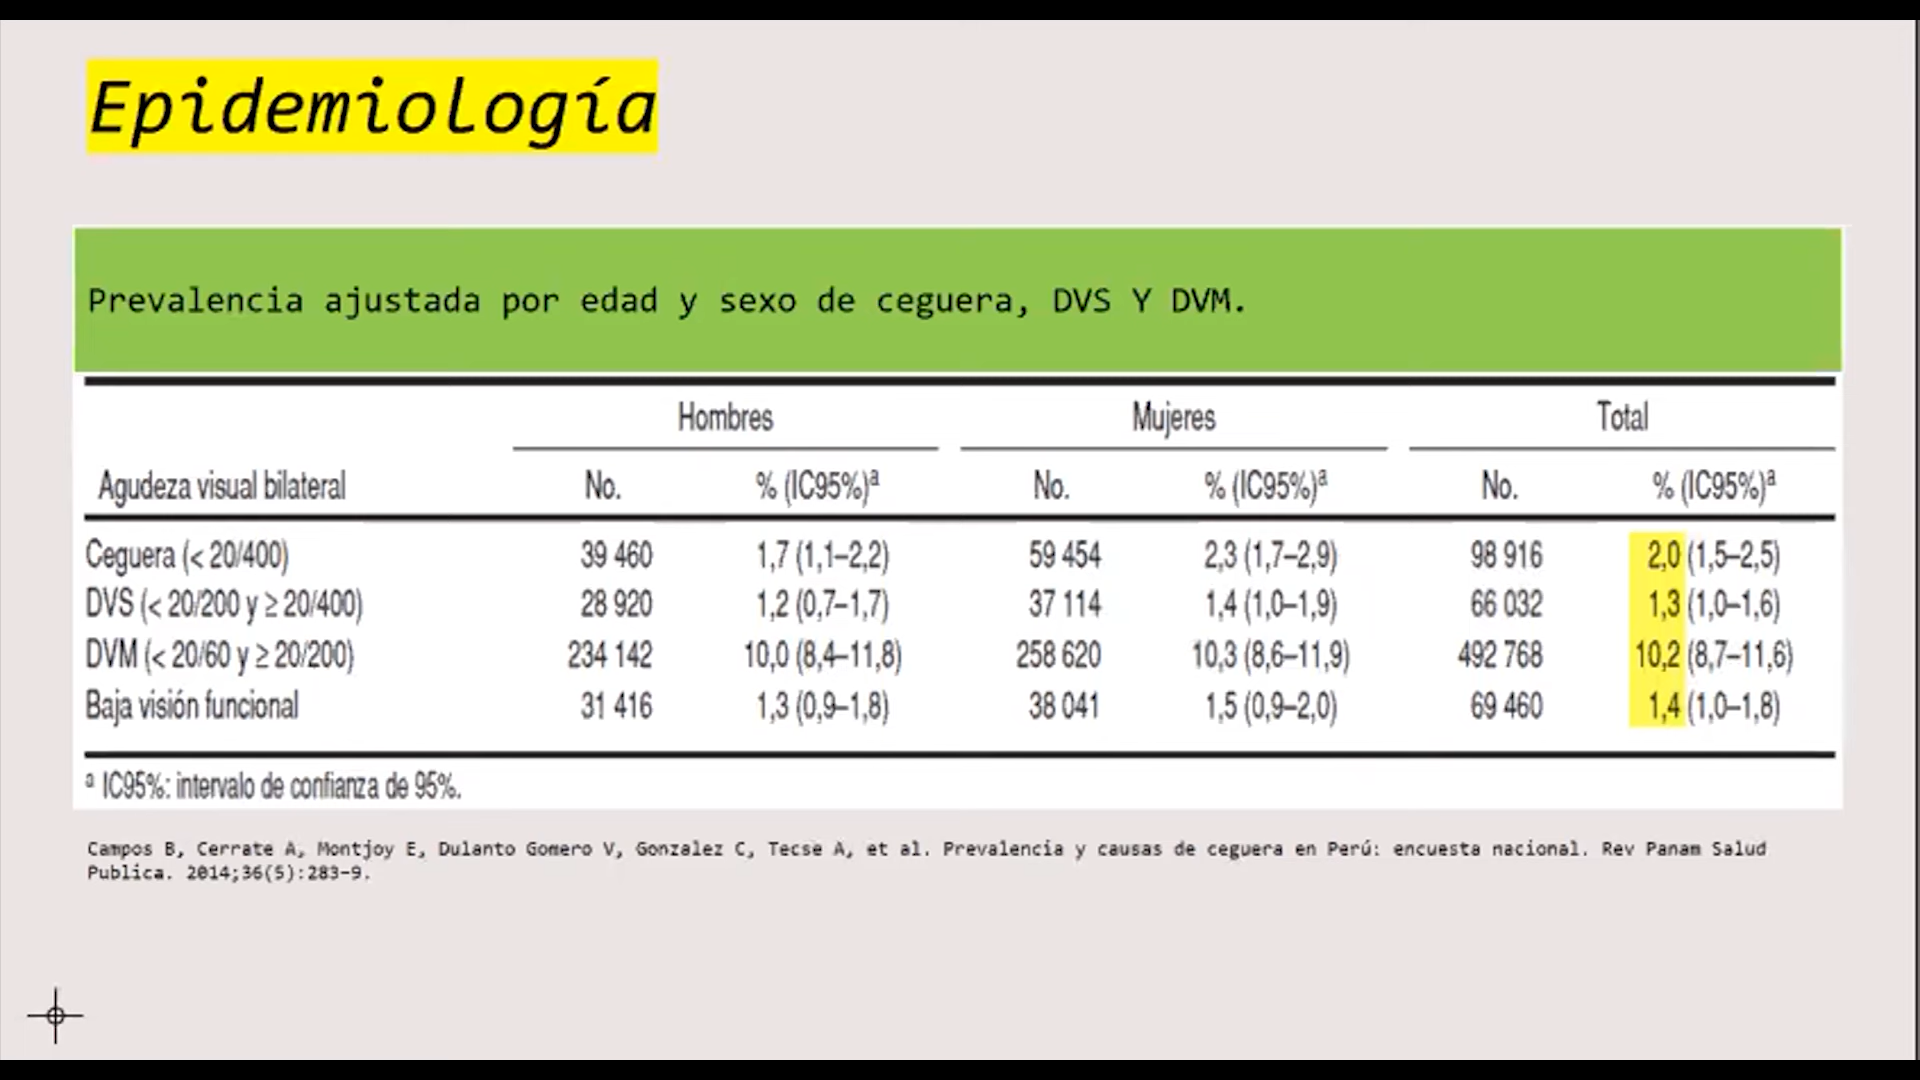 Epidemiología
Prevalencia ajustada por edad y sexo de ceguera, DVS Y DVM.
Hombres Mujeres Total
Agudeza visual bilateral No. % (IC95%)ª No. % (IC95%)ª No. % (IC95%)ª
Ceguera (< 20/400) 39 460 1,7 (1,1–2,2) 59 454 2,3 (1,7–2,9) 98 916 2,0 (1,5–2,5)
DVS (< 20/200 y ≥ 20/400) 28 920 1,2 (0,7–1,7) 37 114 1,4 (1,0–1,9) 66 032 1,3 (1,0–1,6)
DVM (< 20/60 y ≥ 20/200) 234 142 10,0 (8,4–11,8) 258 620 10,3 (8,6–11,9) 492 768 10,2 (8,7–11,6)
Baja visión funcional 31 416 1,3 (0,9–1,8) 38 041 1,5 (0,9–2,0) 69 460 1,4 (1,0–1,8)
ª IC95%: intervalo de confianza de 95%.
Campos B, Cerrate A, Montjoy E, Dulanto Gomero V, Gonzalez C, Tecse A, et al. Prevalencia y causas de ceguera en Perú: encuesta nacional. Rev Panam Salud
Publica. 2014;36(5):283–9.